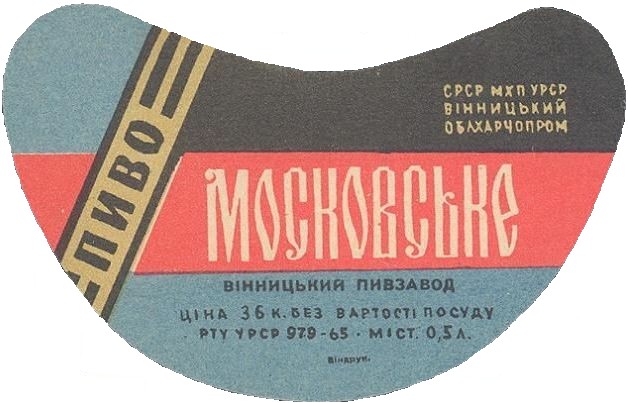 ПИВО
СРСР МХП УРСР
ВІННИЦЬКИЙ
ОБЛХАРЧОПРОМ
МОСКОВСЬКЕ
ВІННИЦЬКИЙ ПИВЗАВОД
ЦІНА 36 К. БЕЗ ВАРТОСТІ ПОСУДУ
РТУ УРСР 979-65 · МІСТ. 0,5 Л.
Віндрук.